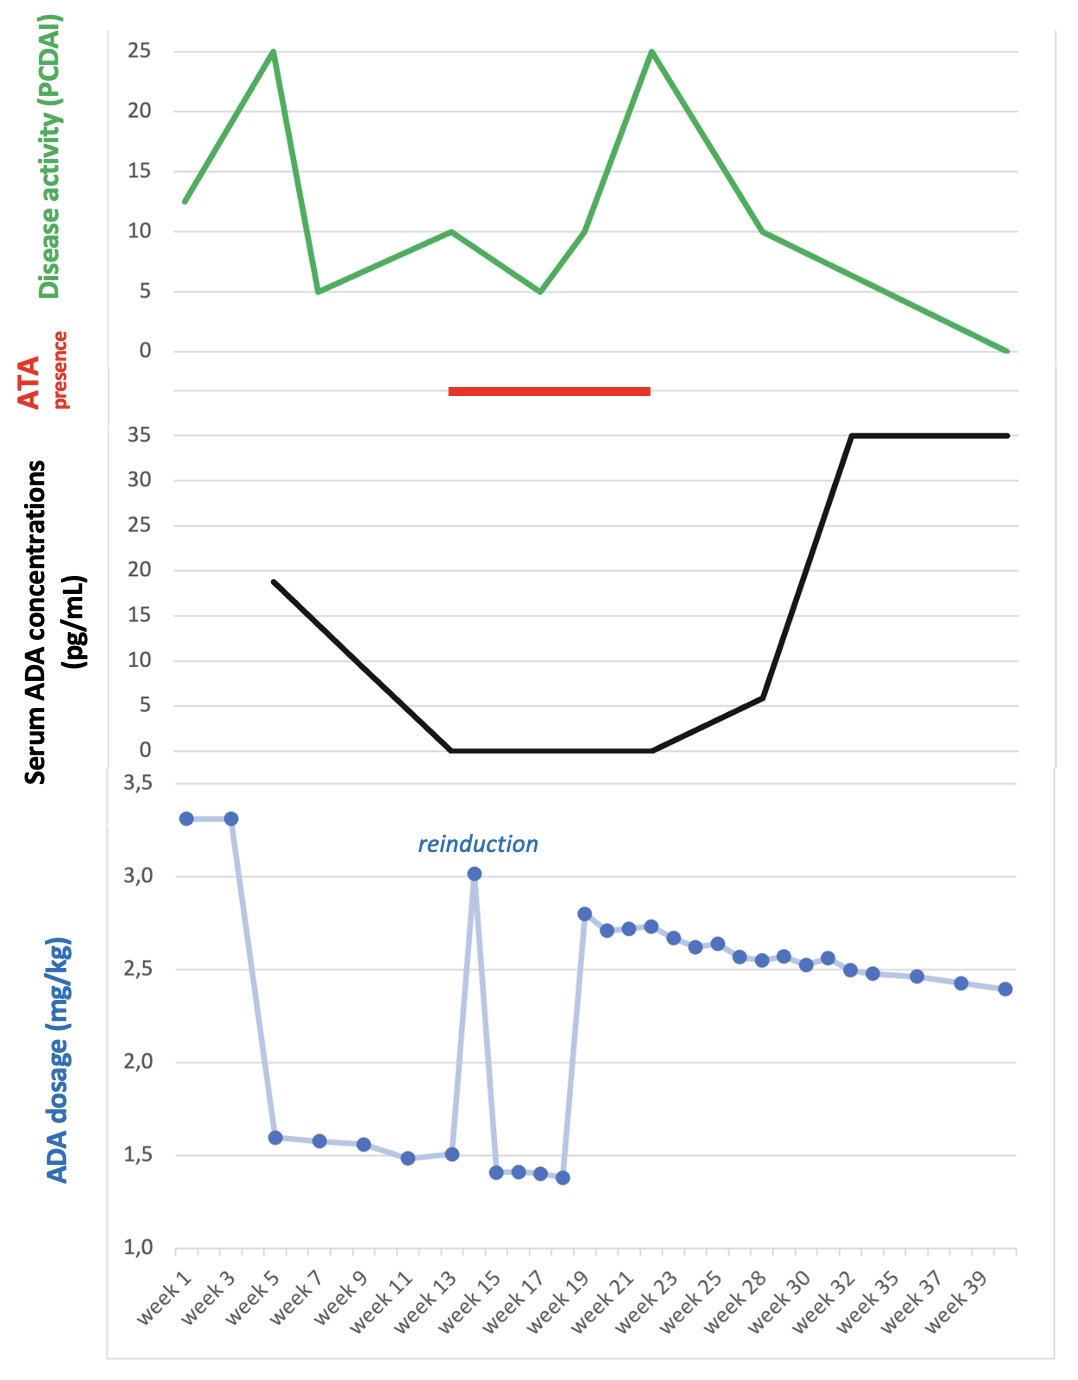 Disease activity (PCDAI)
25
20
15
10
5
0
ATA
presence
Serum ADA concentrations
(pg/mL)
35
30
25
20
15
10
5
0
ADA dosage (mg/kg)
3,5
3,0
2,5
2,0
1,5
1,0
reinduction
week 1
week 3
week 5
week 7
week 9
week 11
week 13
week 15
week 17
week 19
week 21
week 23
week 25
week 28
week 30
week 32
week 35
week 37
week 39